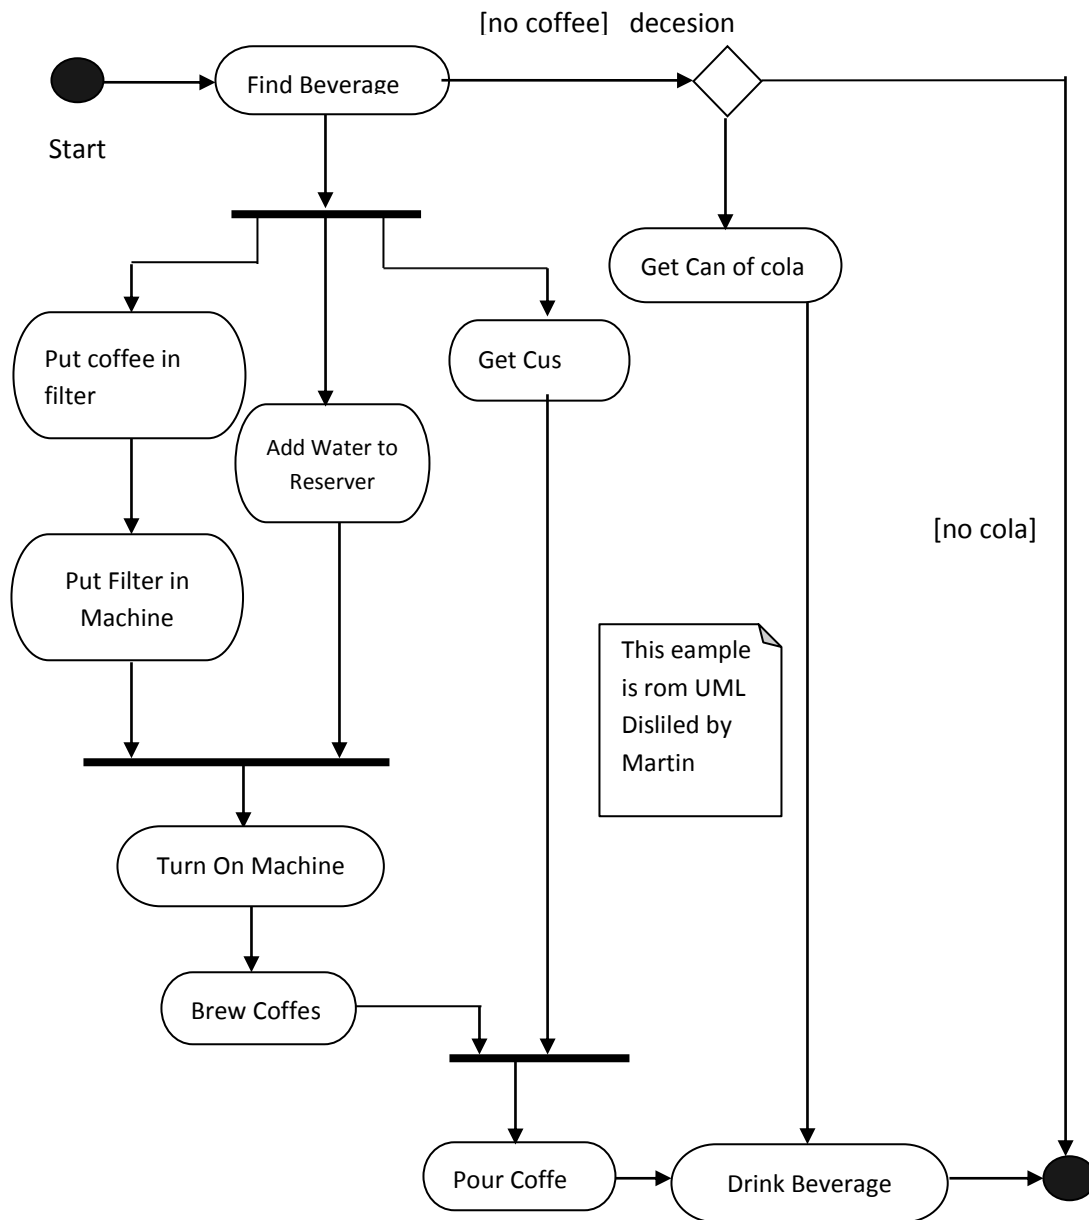 [no coffee] decesion
Find Beverage
Start
Get Can of cola
Put coffee in
filter
Get Cus
Add Water to
Reserver
[no cola]
Put Filter in
Machine
This eample
is rom UML
Disliled by
Martin
Turn On Machine
Brew Coffes
Pour Coffe
Drink Beverage